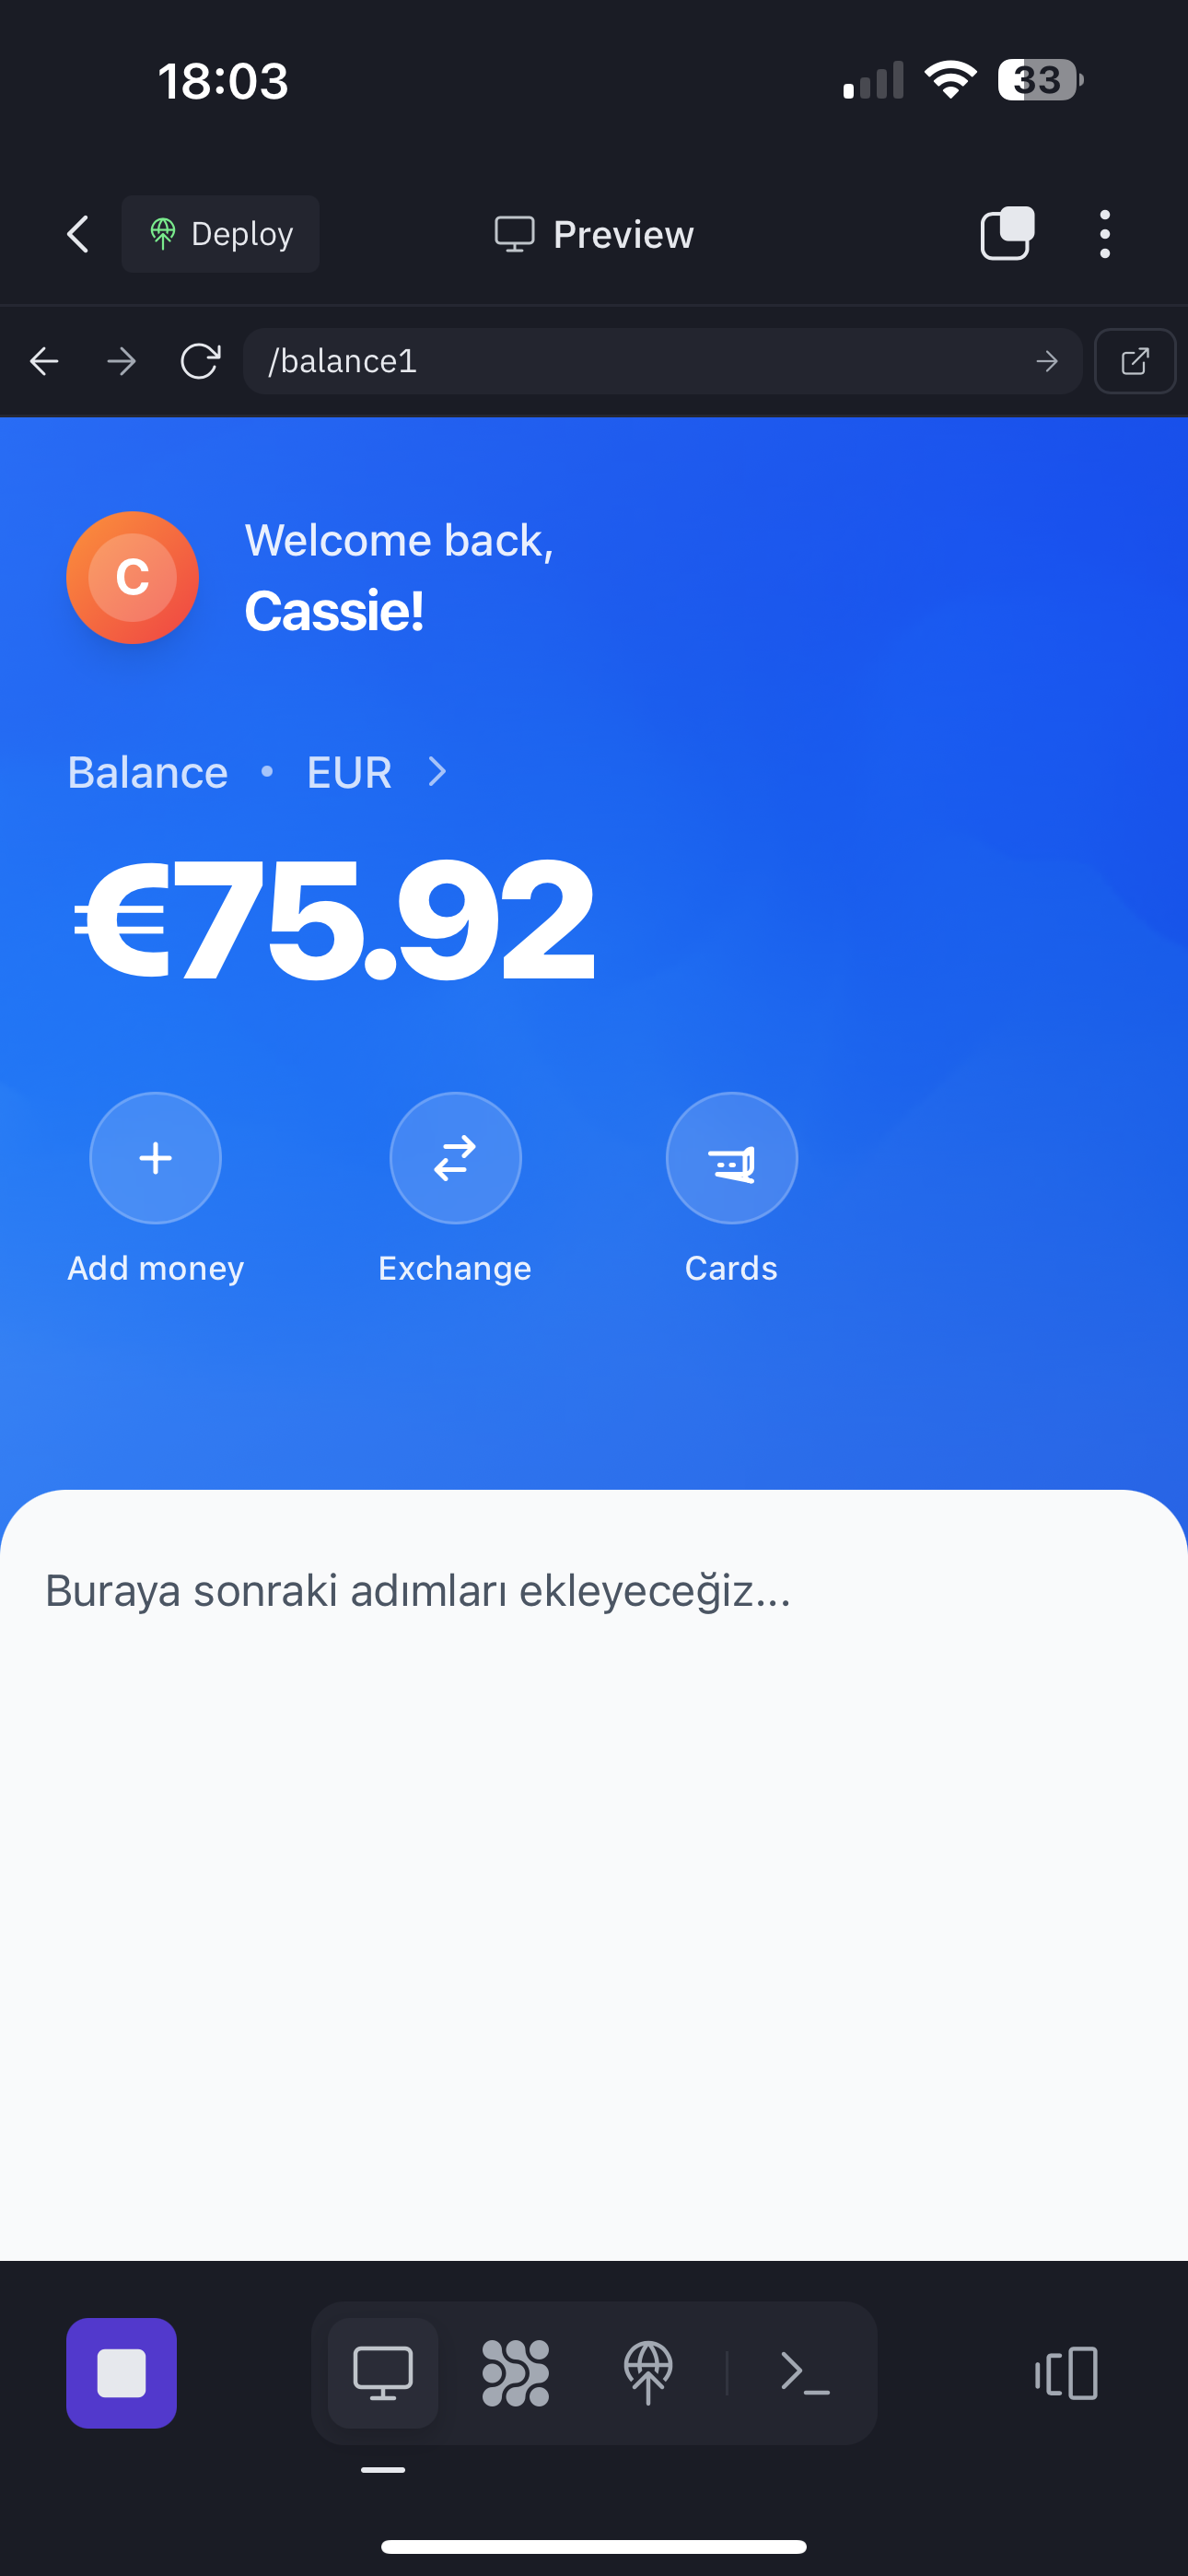 18:03
33
Deploy
Preview
/balance1
C
Welcome back,
Cassie!
Balance • EUR
€75.92
Add money
Exchange
Cards
Buraya sonraki adımları ekleyeceğiz...